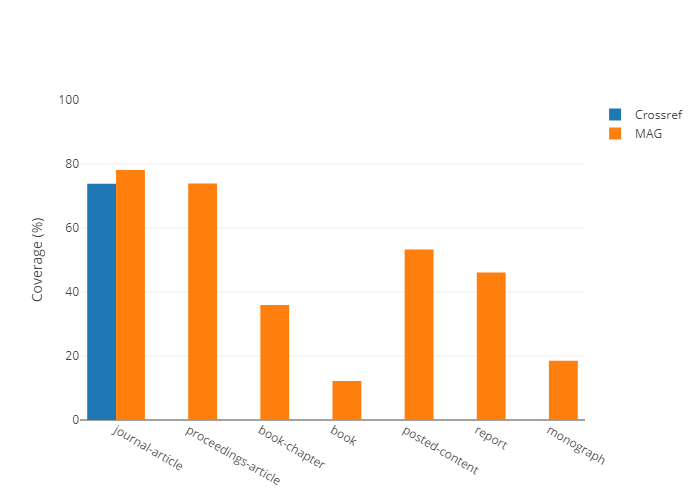 100
80
60
40
20
0
Coverage (%)
journal-article
proceedings-article
book-chapter
book
posted-content
report
monograph
Crossref
MAG